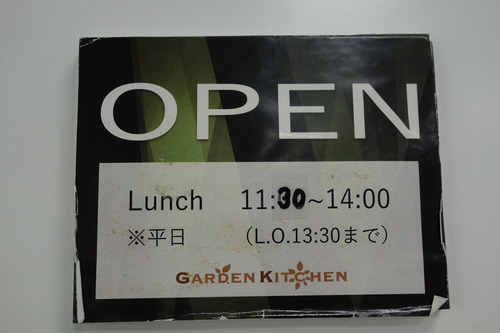 OPEN
Lunch 11:30~14:00
※平日 (L.O.13:30まで)
GARDEN KITCHEN